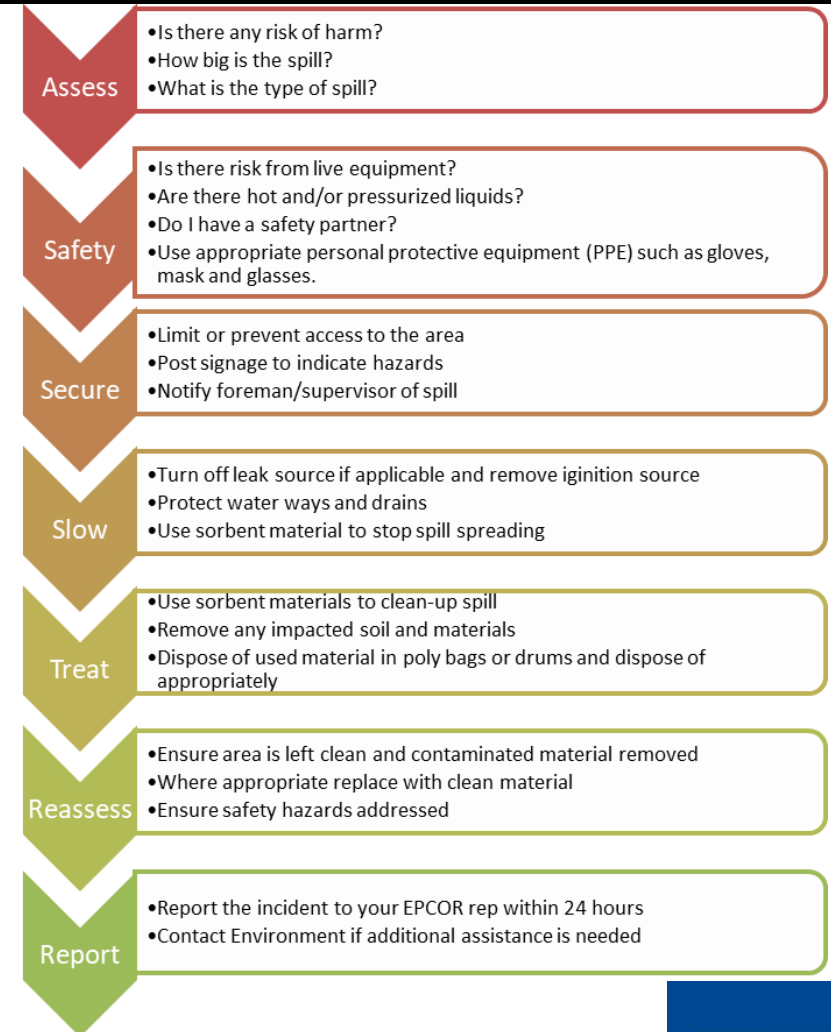 Assess
•Is there any risk of harm?
•How big is the spill?
•What is the type of spill?
Safety
•Is there risk from live equipment?
•Are there hot and/or pressurized liquids?
•Do I have a safety partner?
•Use appropriate personal protective equipment (PPE) such as gloves,
mask and glasses.
Secure
•Limit or prevent access to the area
•Post signage to indicate hazards
•Notify foreman/supervisor of spill
Slow
•Turn off leak source if applicable and remove iginition source
•Protect water ways and drains
•Use sorbent material to stop spill spreading
Treat
•Use sorbent materials to clean-up spill
•Remove any impacted soil and materials
•Dispose of used material in poly bags or drums and dispose of
appropriately
Reassess
•Ensure area is left clean and contaminated material removed
•Where appropriate replace with clean material
•Ensure safety hazards addressed
Report
•Report the incident to your EPCOR rep within 24 hours
•Contact Environment if additional assistance is needed